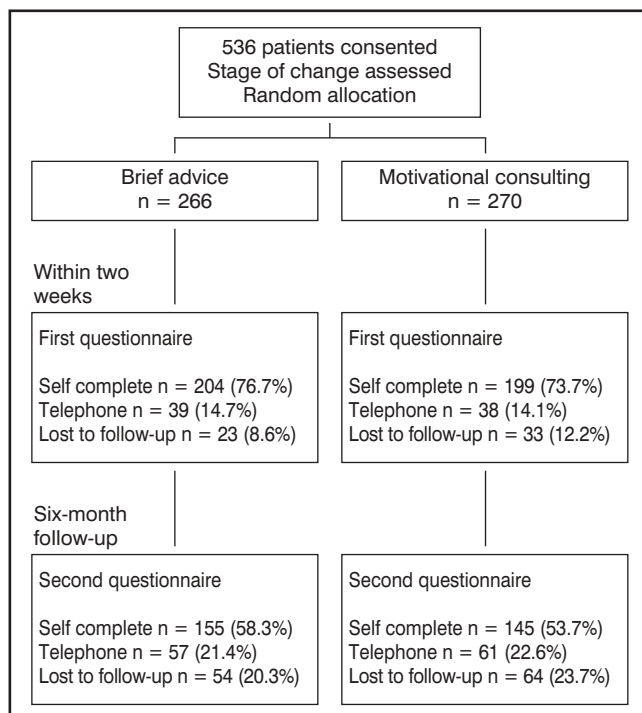 536 patients consented
Stage of change assessed
Random allocation
Brief advice
n = 266
Motivational consulting
n = 270
Within two
weeks
First questionnaire
Self complete n = 204 (76.7%)
Telephone n = 39 (14.7%)
Lost to follow-up n = 23 (8.6%)
First questionnaire
Self complete n = 199 (73.7%)
Telephone n = 38 (14.1%)
Lost to follow-up n = 33 (12.2%)
Six-month
follow-up
Second questionnaire
Self complete n = 155 (58.3%)
Telephone n = 57 (21.4%)
Lost to follow-up n = 54 (20.3%)
Second questionnaire
Self complete n = 145 (53.7%)
Telephone n = 61 (22.6%)
Lost to follow-up n = 64 (23.7%)